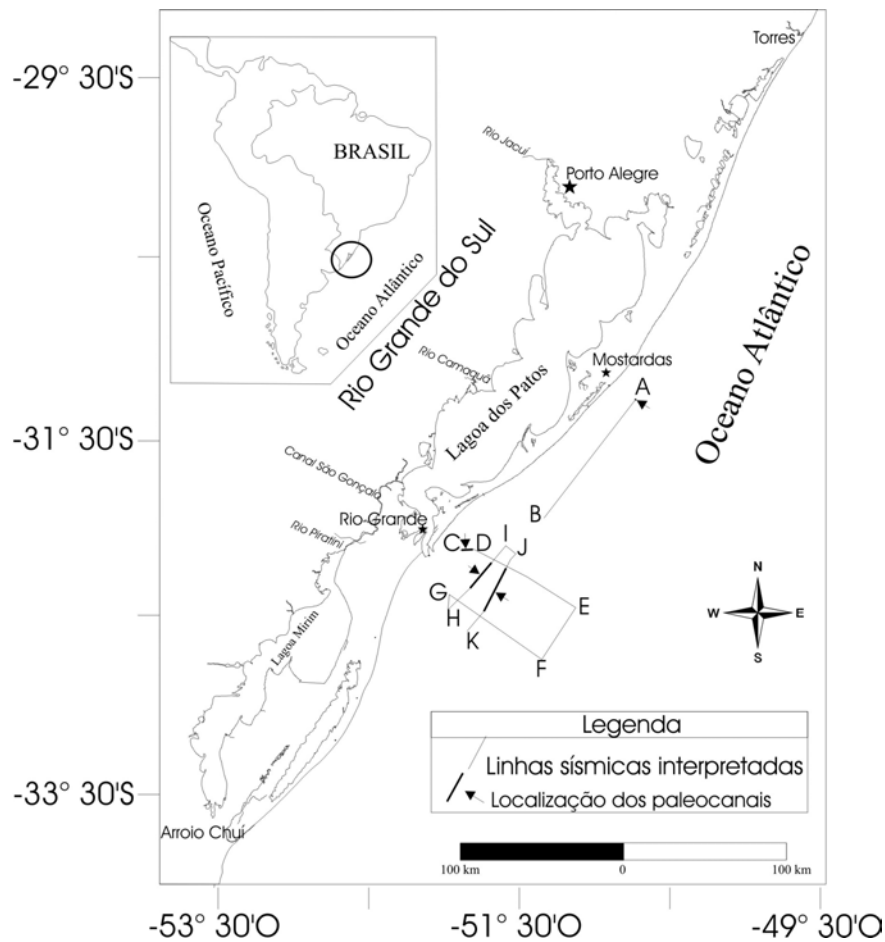 Torres
-29° 30'S
BRASIL
Rio Jacuí
Porto Alegre
Oceano Pacífico
Oceano Atlântico
Rio Grande do Sul
Oceano Atlântico
Mostardas
Rio Camaquã
A
Lagoa dos Patos
-31° 30'S
Canal São Gonçalo
B
Rio Grande
Rio Piratini
C D I J
N
G E
W E
H
K
S
F
Lagoa Mirim
Legenda
Linhas sísmicas interpretadas
-33° 30'S
Localização dos paleocanais
Arroio Chuí
100 km 0 100 km
-53° 30'O -51° 30'O -49° 30'O